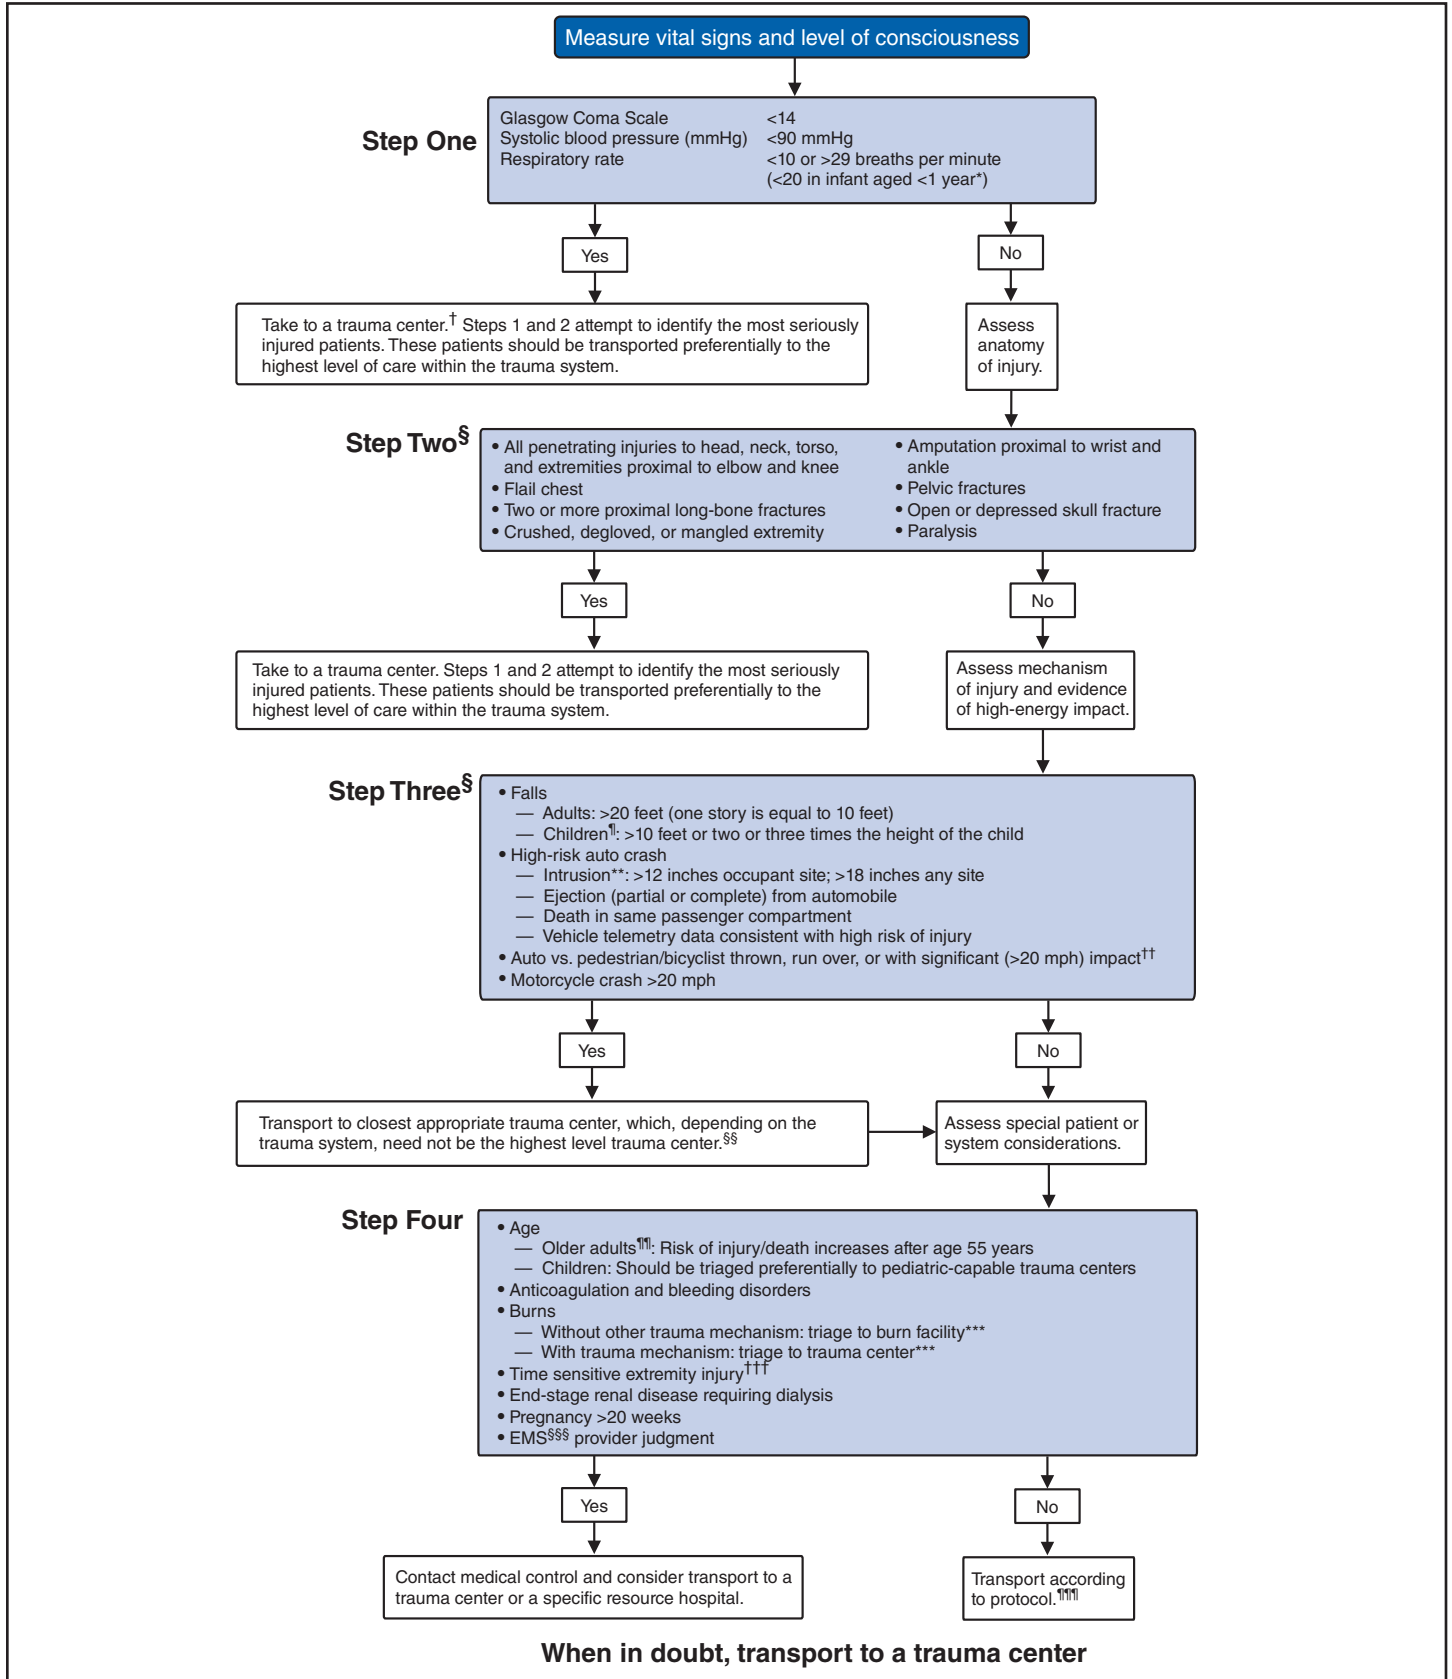 Measure vital signs and level of consciousness
Step One
Glasgow Coma Scale <14
Systolic blood pressure (mmHg) <90 mmHg
Respiratory rate <10 or >29 breaths per minute
(<20 in infant aged <1 year*)
Yes
No
Take to a trauma center.† Steps 1 and 2 attempt to identify the most seriously
injured patients. These patients should be transported preferentially to the
highest level of care within the trauma system.
Assess
anatomy
of injury.
Step Two§
• All penetrating injuries to head, neck, torso,
and extremities proximal to elbow and knee
• Flail chest
• Two or more proximal long-bone fractures
• Crushed, degloved, or mangled extremity
• Amputation proximal to wrist and
ankle
• Pelvic fractures
• Open or depressed skull fracture
• Paralysis
Yes
No
Take to a trauma center. Steps 1 and 2 attempt to identify the most seriously
injured patients. These patients should be transported preferentially to the
highest level of care within the trauma system.
Assess mechanism
of injury and evidence
of high-energy impact.
Step Three§
• Falls
— Adults: >20 feet (one story is equal to 10 feet)
— Children¶: >10 feet or two or three times the height of the child
• High-risk auto crash
— Intrusion**: >12 inches occupant site; >18 inches any site
— Ejection (partial or complete) from automobile
— Death in same passenger compartment
— Vehicle telemetry data consistent with high risk of injury
• Auto vs. pedestrian/bicyclist thrown, run over, or with significant (>20 mph) impact††
• Motorcycle crash >20 mph
Yes
No
Transport to closest appropriate trauma center, which, depending on the
trauma system, need not be the highest level trauma center.§§
Assess special patient or
system considerations.
Step Four
• Age
— Older adults¶¶: Risk of injury/death increases after age 55 years
— Children: Should be triaged preferentially to pediatric-capable trauma centers
• Anticoagulation and bleeding disorders
• Burns
— Without other trauma mechanism: triage to burn facility***
— With trauma mechanism: triage to trauma center***
• Time sensitive extremity injury†††
• End-stage renal disease requiring dialysis
• Pregnancy >20 weeks
• EMS§§§ provider judgment
Yes
No
Contact medical control and consider transport to a
trauma center or a specific resource hospital.
Transport according
to protocol.¶¶¶
When in doubt, transport to a trauma center